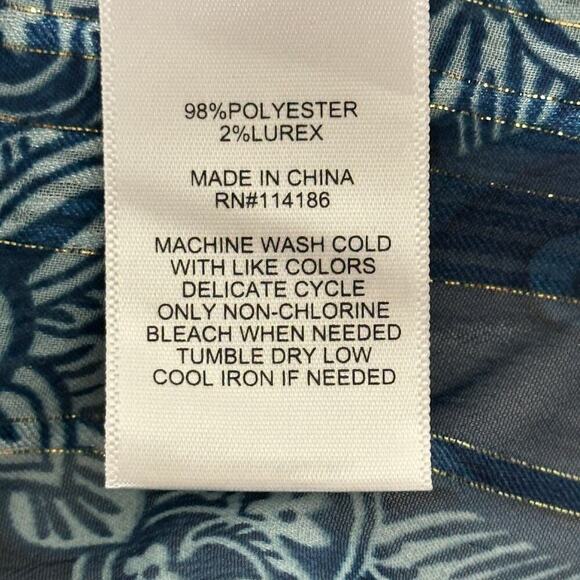 98%POLYESTER
2%LUREX
MADE IN CHINA
RN#114186
MACHINE WASH COLD
WITH LIKE COLORS
DELICATE CYCLE
ONLY NON-CHLORINE
BLEACH WHEN NEEDED
TUMBLE DRY LOW
COOL IRON IF NEEDED